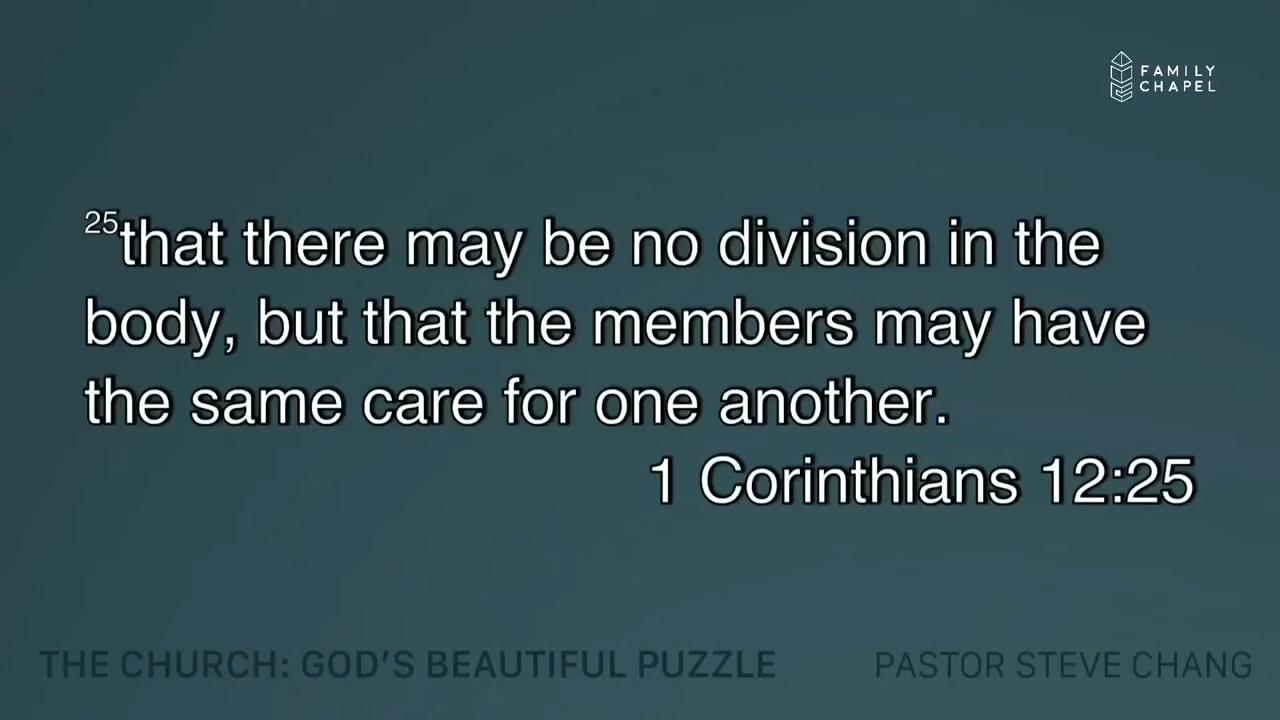 FAMILY
CHAPEL
25that there may be no division in the
body, but that the members may have
the same care for one another.
1 Corinthians 12:25
THE CHURCH: GOD'S BEAUTIFUL PUZZLE
PASTOR STEVE CHANG